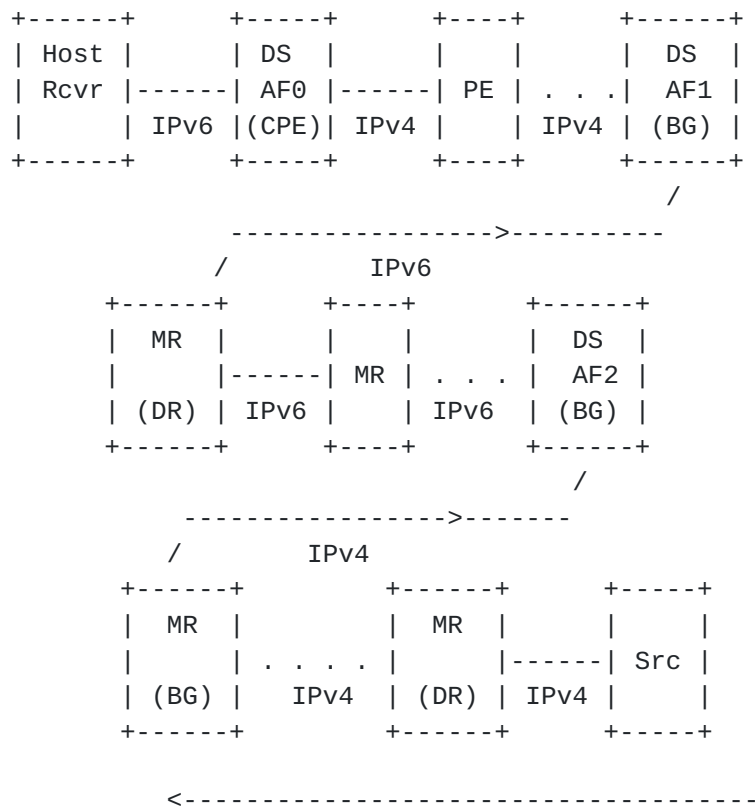 +------+      +-----+      +----+      +------+
| Host |      | DS  |      |    |      |  DS  |
| Rcvr |------| AF0 |------| PE | . . .|  AF1 |
|      | IPv6 |(CPE)| IPv4 |    | IPv4 | (BG) |
+------+      +-----+      +----+      +------+
                                          /
              ----------------->----------
             /         IPv6
      +------+      +----+       +------+
      |  MR  |      |    |       |  DS  |
      |      |------| MR | . . . |  AF2 |
      | (DR) | IPv6 |    | IPv6  | (BG) |
      +------+      +----+       +------+
                                    /
           ----------------->-------
          /        IPv4
       +------+         +------+      +-----+
       |  MR  |         |  MR  |      |     |
       |      | . . . . |      |------| Src |
       | (BG) |   IPv4  | (DR) | IPv4 |     |
       +------+         +------+      +-----+
          <-------------------------------------